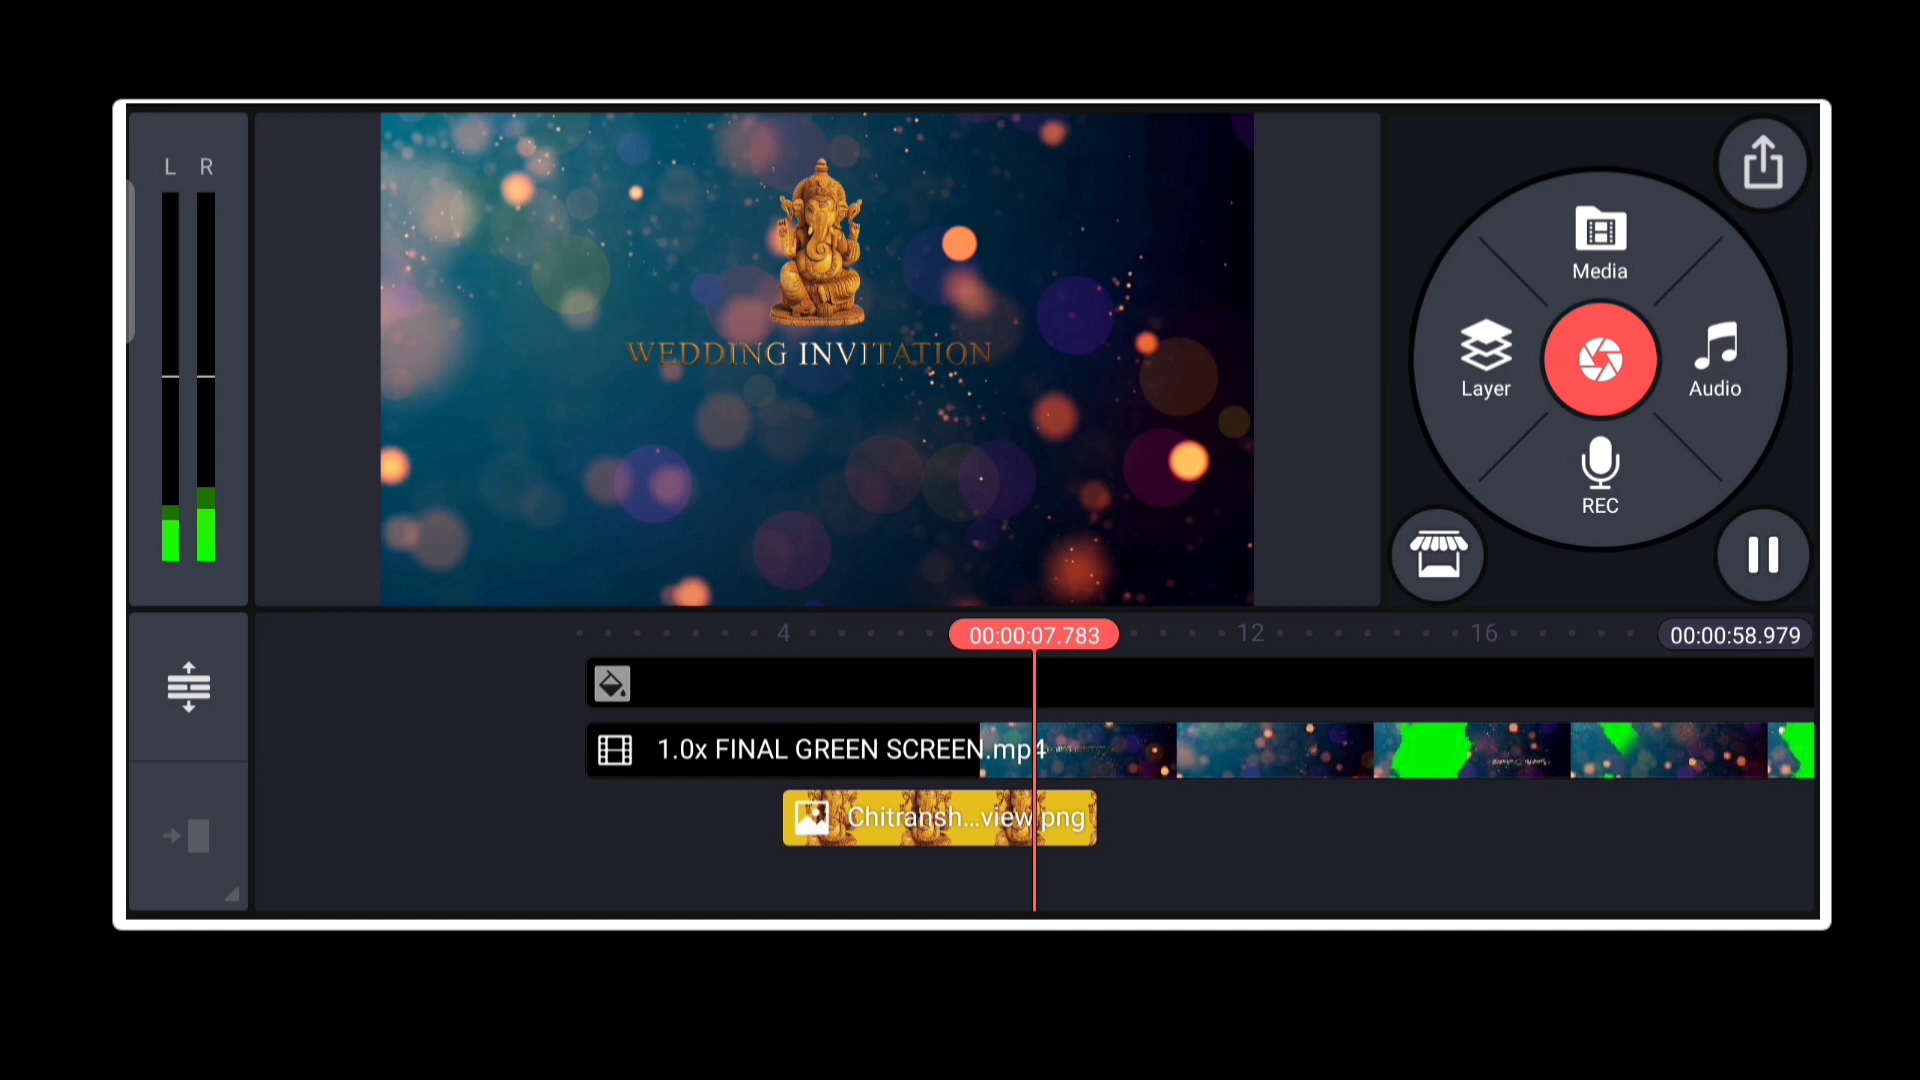 L R
WEDDING INVITATION
Media
Layer
Audio
REC
4
00:00:07.783
12
16
00:00:58.979
1.0x FINAL GREEN SCREEN.mp4
Chitransh...view.png